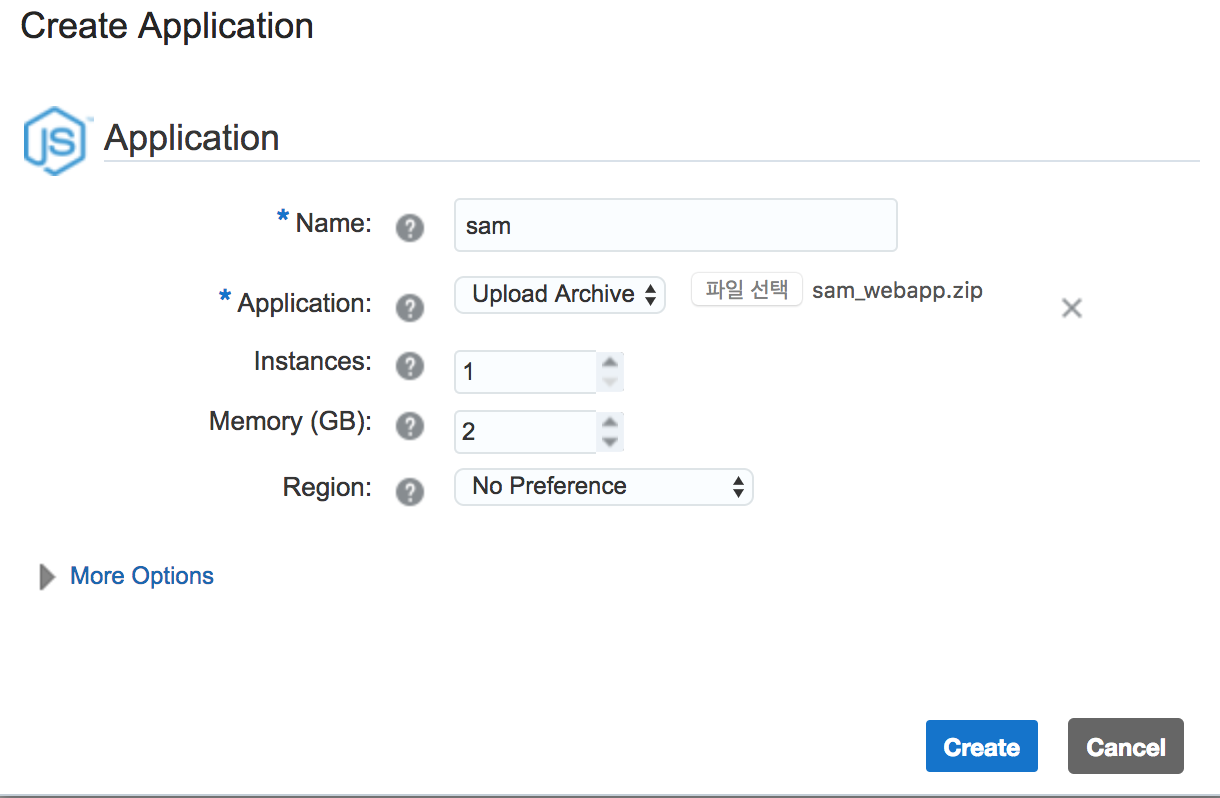 Create Application
JS™ Application
* Name: ? sam
* Application: ? Upload Archive 파일 선택 sam_webapp.zip
Instances: ? 1
Memory (GB): ? 2
Region: ? No Preference
More Options
Create Cancel